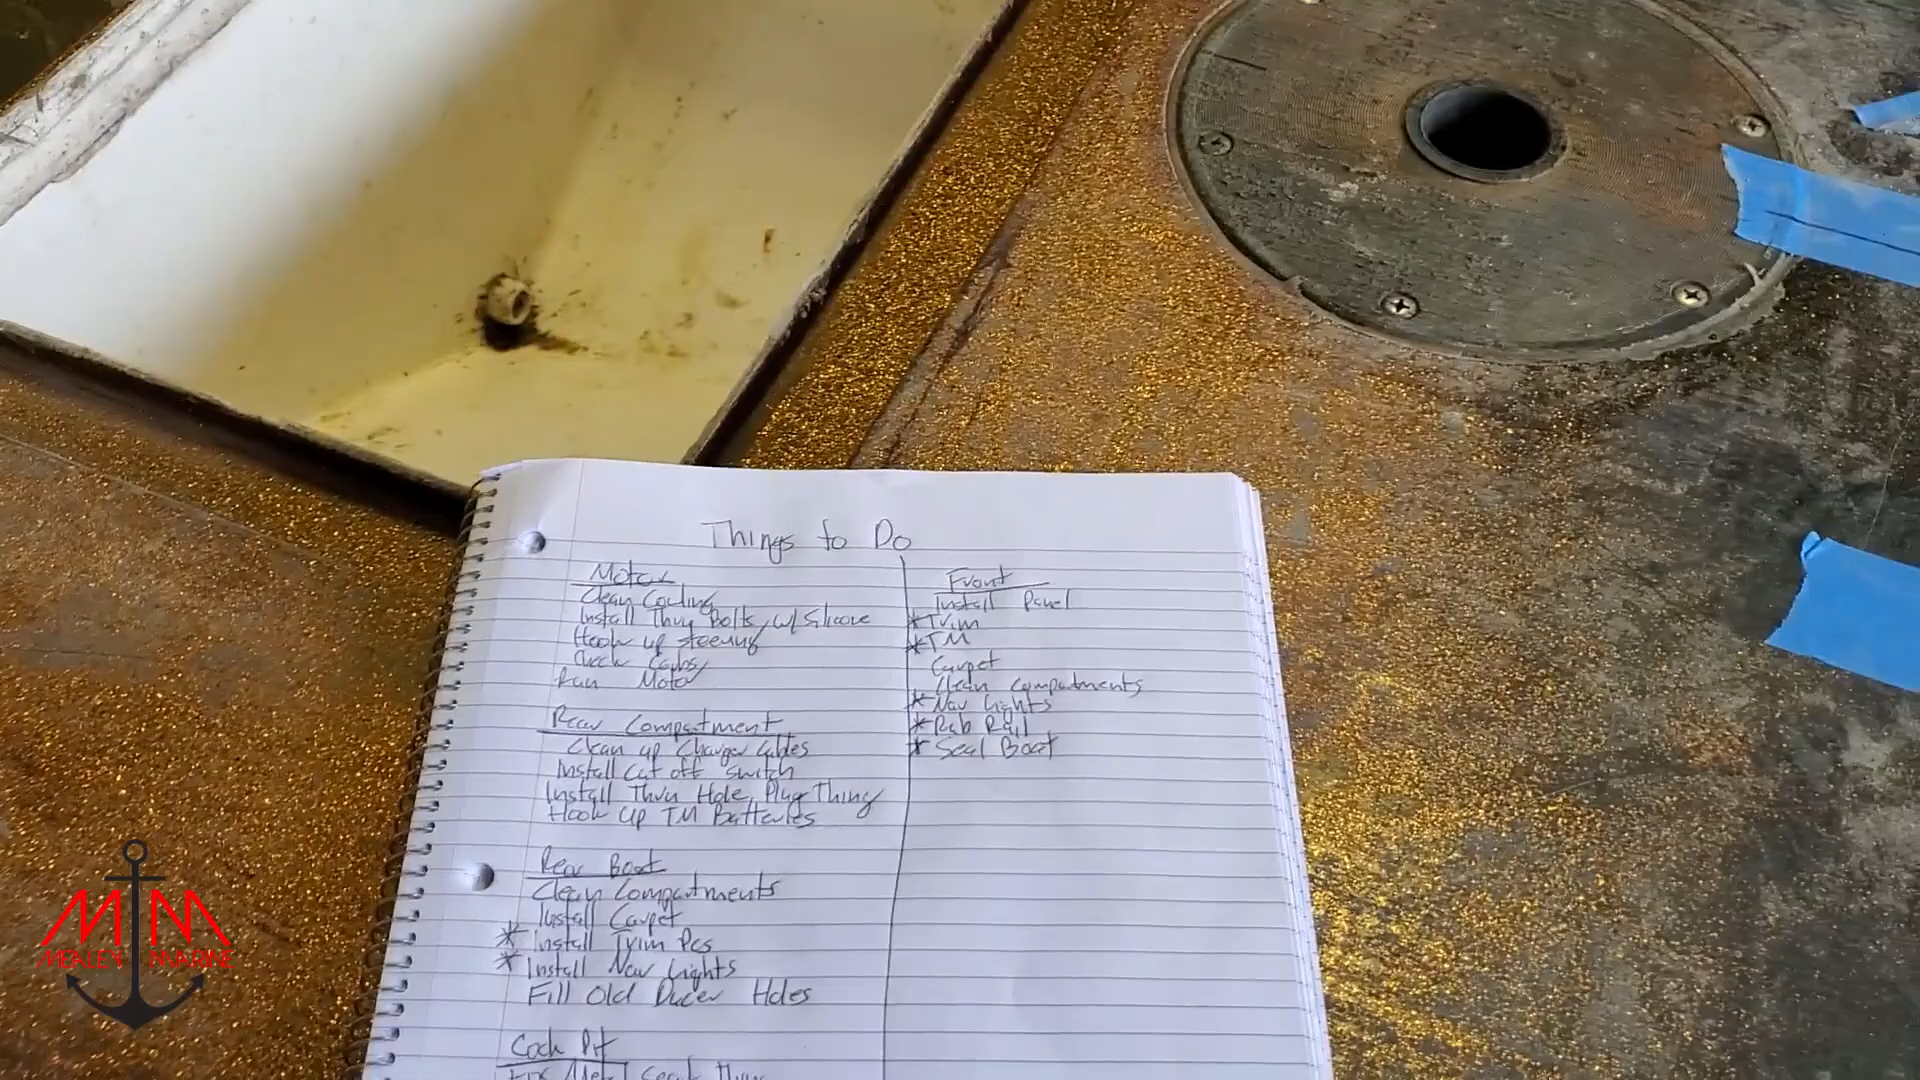 Things to Do
Motor
Clean Cowling
Install Thru Bolts w/ Silicone
Hook up steering
Check Carbs
Run Motor
Rear Compartment
Clean up Charger Cables
Install Cut off switch
Install Thru Hole Plug Thing
Hook up TM Batteries
Rear Boat
Clean Compartments
Install Carpet
* Install Trim Pcs
* Install Nav Lights
Fill Old Ducer Holes
Cock Pit
Front
Install Panel
* Trim
* TM
Carpet
Clean Compartments
* Nav Lights
* Rub Rail
* Seal Boat
MM
MEALEY MARINE